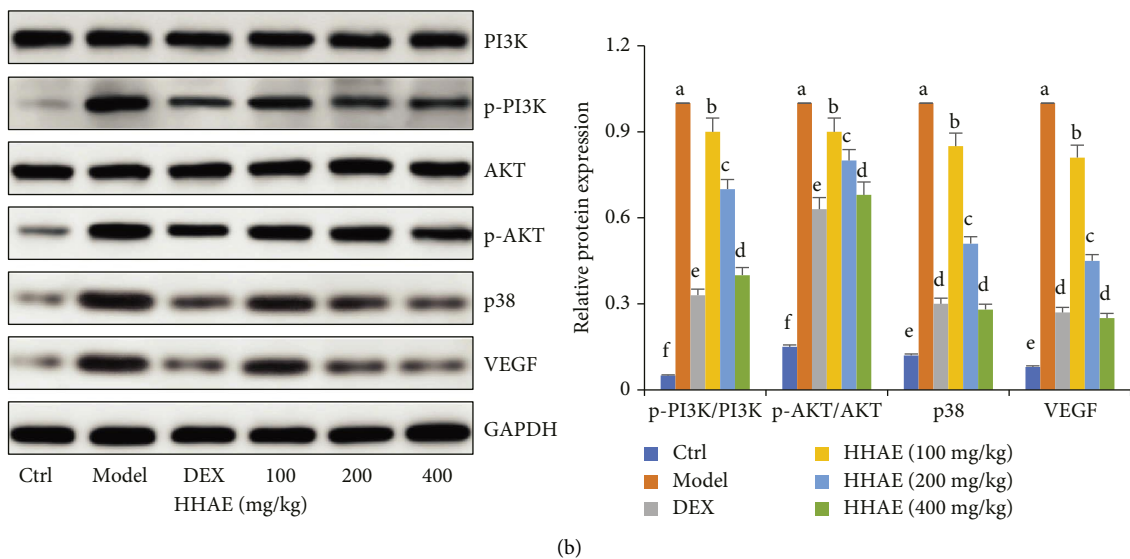 PI3K
p-PI3K
AKT
p-AKT
p38
VEGF
GAPDH
Ctrl Model DEX 100 200 400
HHAE (mg/kg)
Relative protein expression
1.2
0.9
0.6
0.3
0
f a e b c d
f a e b c d
e a d b c d
e a d b c d
p-PI3K/PI3K p-AKT/AKT p38 VEGF
Ctrl HHAE (100 mg/kg)
Model HHAE (200 mg/kg)
DEX HHAE (400 mg/kg)
(b)